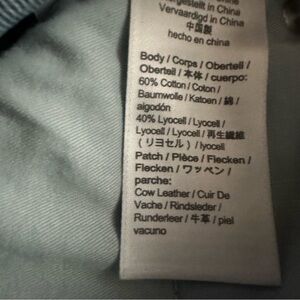 Vervaardigd in China
中国製
hecho en china
Body / Corps / Oberteil /
Oberteil / 本体 / cuerpo:
60% Cotton / Coton /
Baumwolle / Katoen / 綿 /
algodón
40% Lyocell / Lyocell /
Lyocell / Lyocell / 再生繊維
(リヨセル) / lyocell
Patch / Pièce / Flecken /
Flecken / ワッペン /
parche:
Cow Leather / Cuir De
Vache / Rindsleder /
Runderleer / 牛革 / piel
vacuno